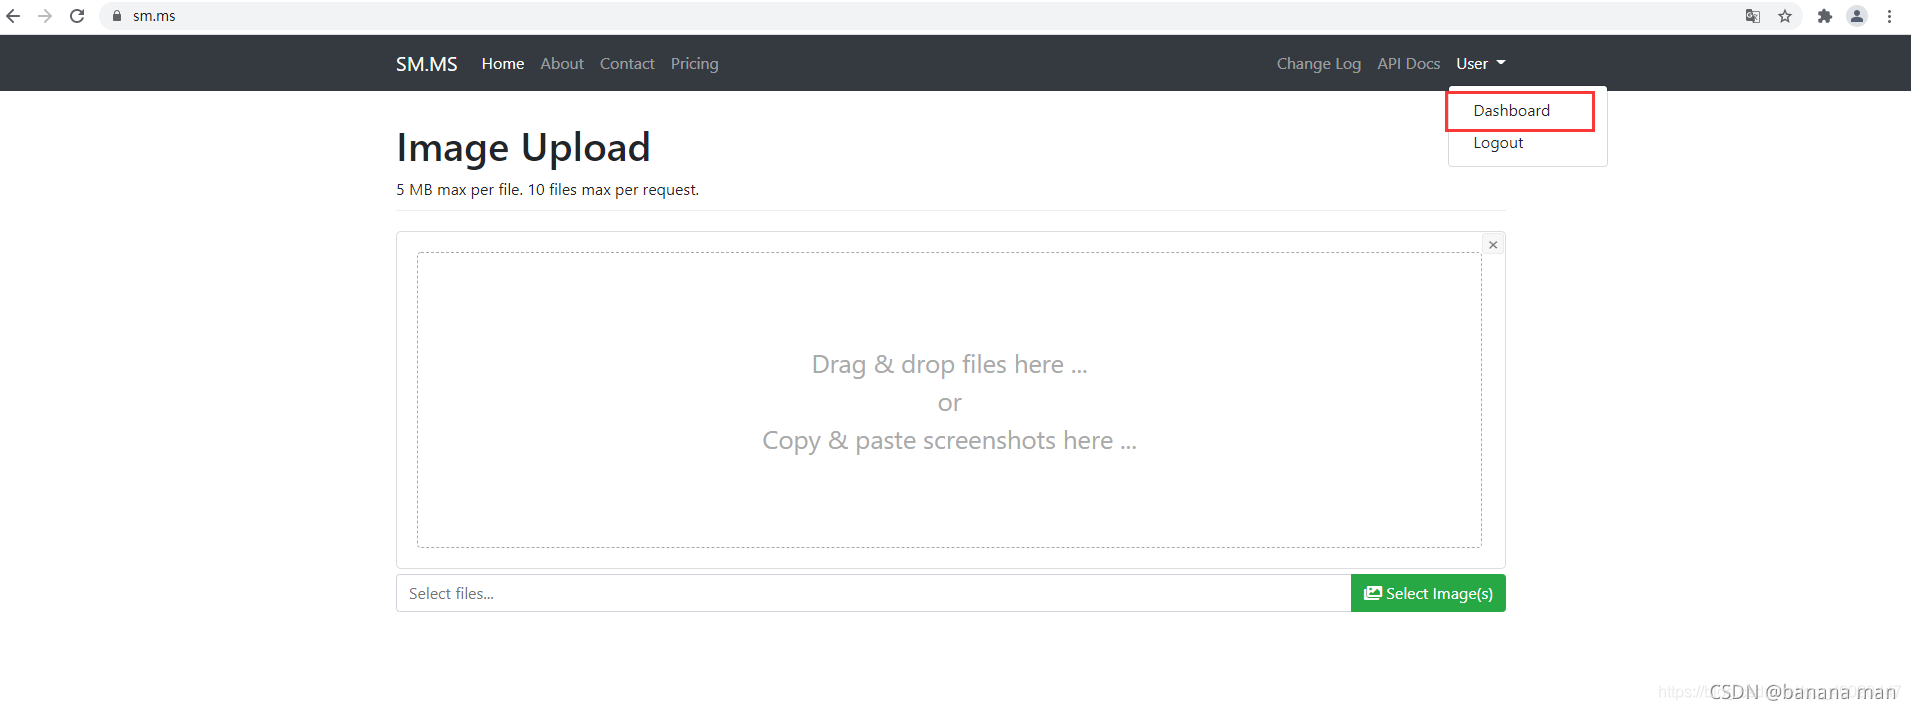 sm.ms
SM.MS Home About Contact Pricing Change Log API Docs User
Dashboard
Logout
Image Upload
5 MB max per file. 10 files max per request.
Drag & drop files here ...
or
Copy & paste screenshots here ...
Select files... Select Image(s)
CSDN @banana man